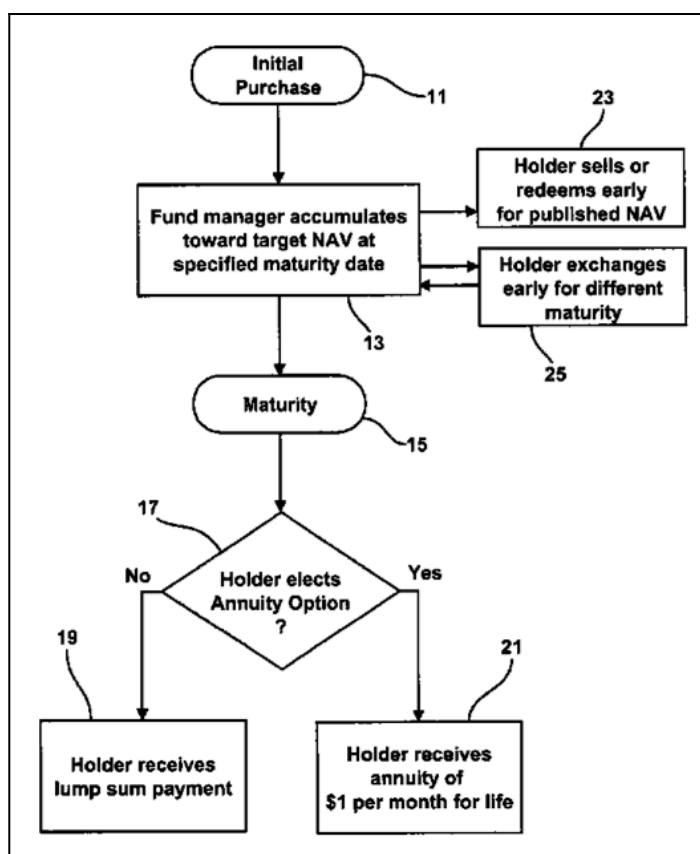 Initial
Purchase
11
23
Holder sells or
redeems early
for published NAV
Fund manager accumulates
toward target NAV at
specified maturity date
Holder exchanges
early for different
maturity
13
25
Maturity
15
17
No
Yes
Holder elects
Annuity Option
?
19
21
Holder receives
lump sum payment
Holder receives
annuity of
$1 per month for life